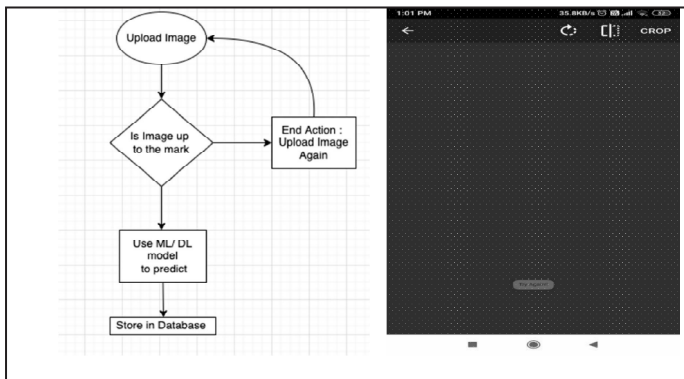 Upload Image
Is Image up
to the mark
End Action :
Upload Image
Again
Use ML/ DL
model
to predict
Store in Database
1:01 PM
35.8KB/s
CROP